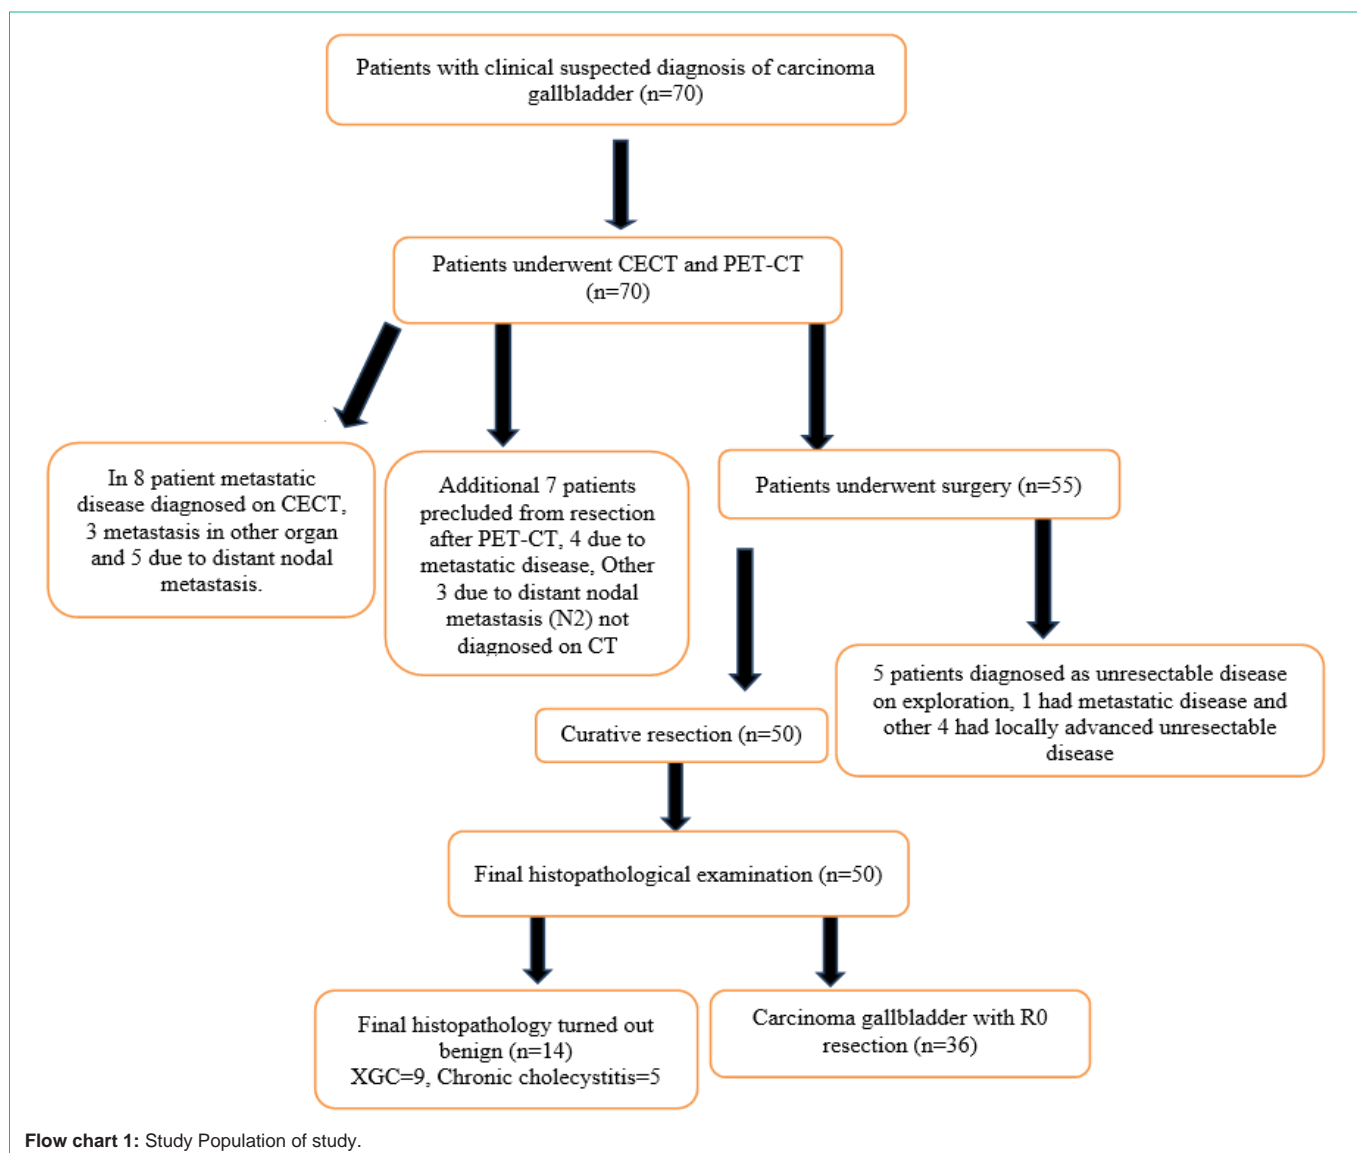 Patients with clinical suspected diagnosis of carcinoma
gallbladder (n=70)
Patients underwent CECT and PET-CT
(n=70)
In 8 patient metastatic
disease diagnosed on CECT,
3 metastasis in other organ
and 5 due to distant nodal
metastasis.
Additional 7 patients
precluded from resection
after PET-CT, 4 due to
metastatic disease, Other
3 due to distant nodal
metastasis (N2) not
diagnosed on CT
Patients underwent surgery (n=55)
5 patients diagnosed as unresectable disease
on exploration, 1 had metastatic disease and
other 4 had locally advanced unresectable
disease
Curative resection (n=50)
Final histopathological examination (n=50)
Final histopathology turned out
benign (n=14)
XGC=9, Chronic cholecystitis=5
Carcinoma gallbladder with R0
resection (n=36)
Flow chart 1: Study Population of study.